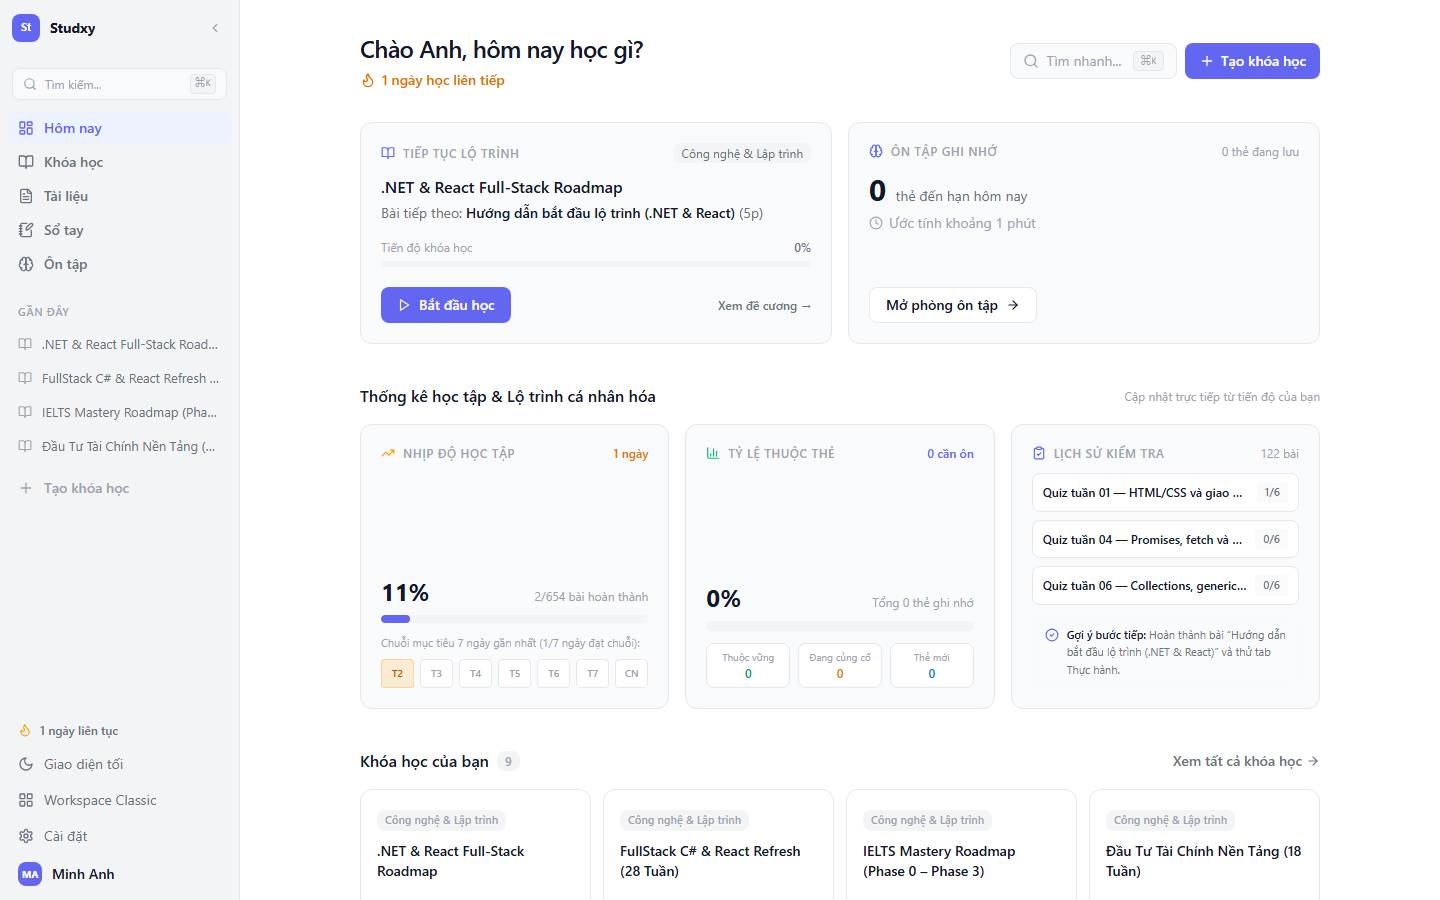 St Studxy
Tìm kiếm... ⌘K
Hôm nay
Khóa học
Tài liệu
Sổ tay
Ôn tập
GẦN ĐÂY
.NET & React Full-Stack Road...
FullStack C# & React Refresh ...
IELTS Mastery Roadmap (Pha...
Đầu Tư Tài Chính Nền Tảng (...
Tạo khóa học
1 ngày liên tục
Giao diện tối
Workspace Classic
Cài đặt
MA Minh Anh
Chào Anh, hôm nay học gì?
1 ngày học liên tiếp
Tìm nhanh... ⌘K
Tạo khóa học
TIẾP TỤC LỘ TRÌNH
Công nghệ & Lập trình
.NET & React Full-Stack Roadmap
Bài tiếp theo: Hướng dẫn bắt đầu lộ trình (.NET & React) (5p)
Tiến độ khóa học 0%
Bắt đầu học
Xem đề cương →
ÔN TẬP GHI NHỚ
0 thẻ đang lưu
0 thẻ đến hạn hôm nay
Ước tính khoảng 1 phút
Mở phòng ôn tập →
Thống kê học tập & Lộ trình cá nhân hóa
Cập nhật trực tiếp từ tiến độ của bạn
NHỊP ĐỘ HỌC TẬP
1 ngày
11%
2/654 bài hoàn thành
Chuỗi mục tiêu 7 ngày gần nhất (1/7 ngày đạt chuỗi):
T2 T3 T4 T5 T6 T7 CN
TỶ LỆ THUỘC THẺ
0 cần ôn
0%
Tổng 0 thẻ ghi nhớ
Thuộc vững
0
Đang củng cố
0
Thẻ mới
0
LỊCH SỬ KIỂM TRA
122 bài
Quiz tuần 01 — HTML/CSS và giao ... 1/6
Quiz tuần 04 — Promises, fetch và ... 0/6
Quiz tuần 06 — Collections, generic... 0/6
Gợi ý bước tiếp: Hoàn thành bài "Hướng dẫn
bắt đầu lộ trình (.NET & React)" và thử tab
Thực hành.
Khóa học của bạn 9
Xem tất cả khóa học →
Công nghệ & Lập trình
.NET & React Full-Stack
Roadmap
Công nghệ & Lập trình
FullStack C# & React Refresh
(28 Tuần)
Công nghệ & Lập trình
IELTS Mastery Roadmap
(Phase 0 – Phase 3)
Công nghệ & Lập trình
Đầu Tư Tài Chính Nền Tảng (18
Tuần)